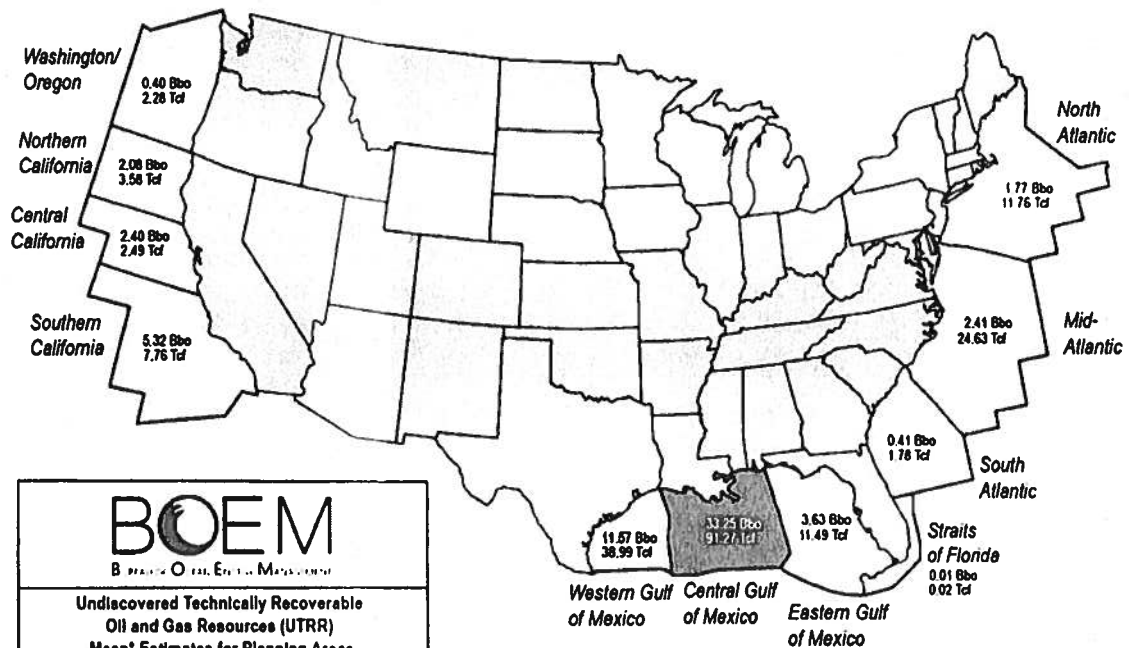 Washington/
Oregon
0.40 Bbo
2.28 Tcf
Northern
California
2.08 Bbo
3.58 Tcf
Central
California
2.40 Bbo
2.49 Tcf
Southern
California
5.32 Bbo
7.76 Tcf
North
Atlantic
1.77 Bbo
11.76 Tcf
Mid-
Atlantic
2.41 Bbo
24.63 Tcf
South
Atlantic
0.41 Bbo
1.78 Tcf
Straits
of Florida
0.01 Bbo
0.02 Tcf
11.57 Bbo
38.99 Tcf
Western Gulf
of Mexico
33.25 Bbo
91.27 Tcf
Central Gulf
of Mexico
3.63 Bbo
11.49 Tcf
Eastern Gulf
of Mexico
BOEM
Undiscovered Technically Recoverable
Oil and Gas Resources (UTRR)
Mean* Estimates for Planning Areas